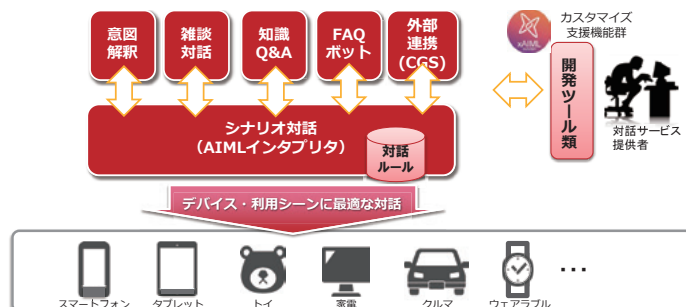 意図
解釈
雑談
対話
知識
Q&A
FAQ
ボット
外部
連携
(CGS)
xAIML
カスタマイズ
支援機能群
開発ツール類
対話サービス
提供者
シナリオ対話
（AIMLインタプリタ）
対話
ルール
デバイス・利用シーンに最適な対話
スマートフォン
タブレット
トイ
家電
クルマ
ウェアラブル
…